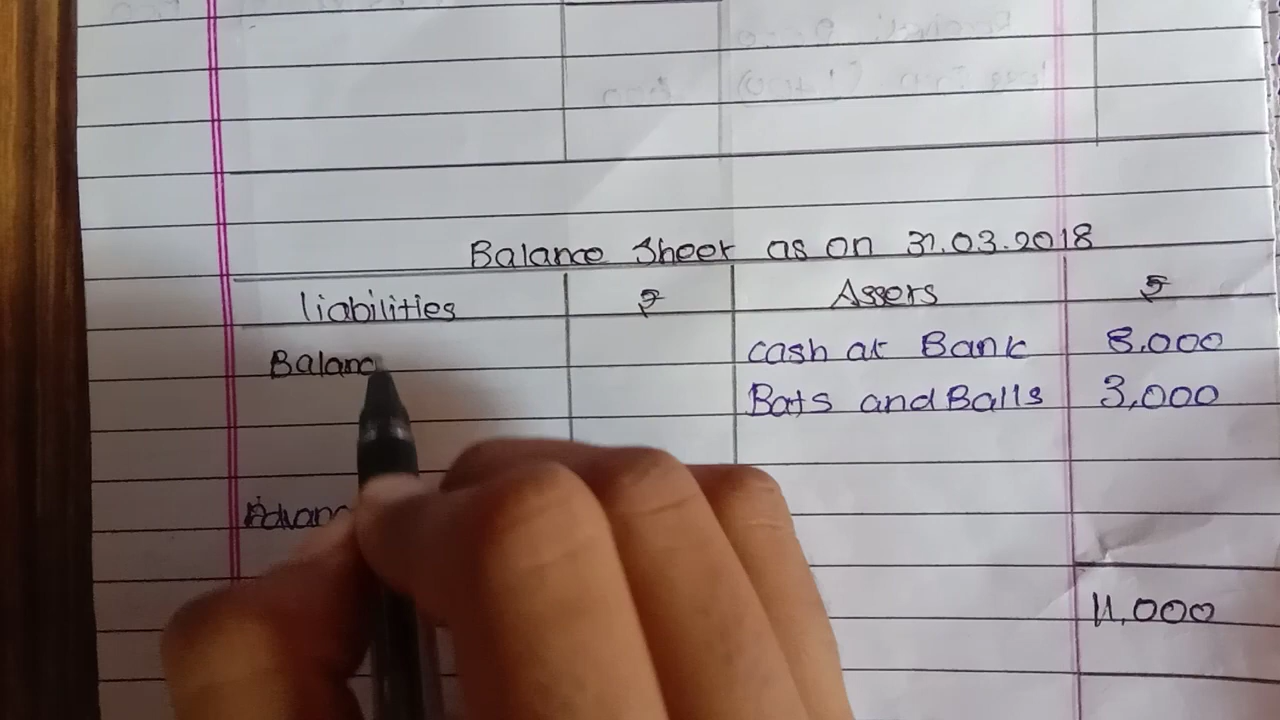 Balance Sheet as on 31.03.2018
liabilities ₹ Assets ₹
Balanc cash at Bank 8,000
Bats and Balls 3,000
Advanc
11,000